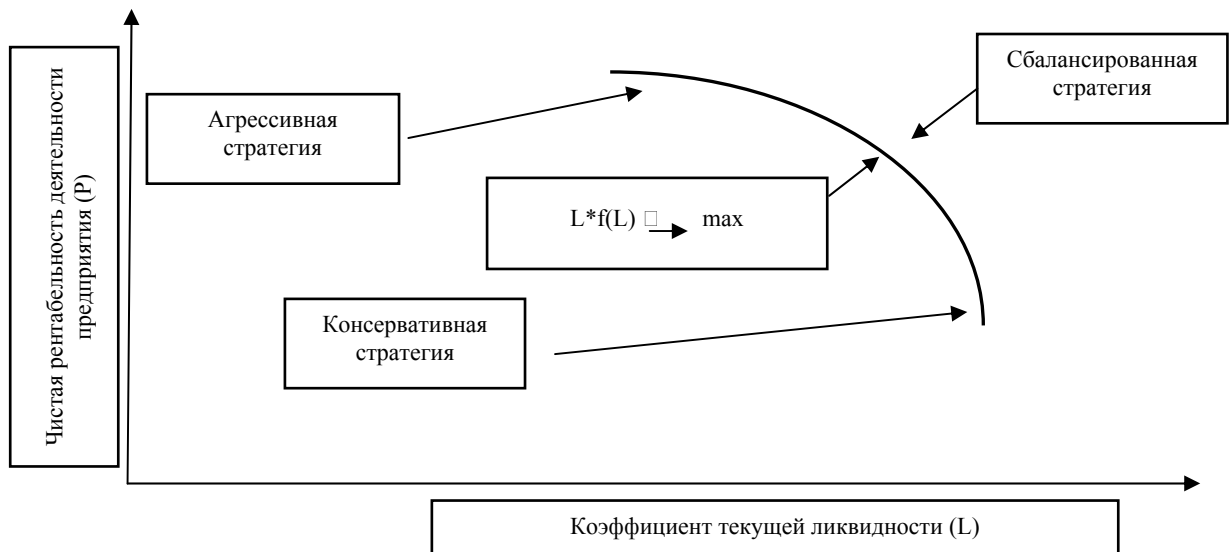 Чистая рентабельность деятельности
предприятия (P)
Агрессивная
стратегия
Сбалансированная
стратегия
L*f(L) □ max
Консервативная
стратегия
Коэффициент текущей ликвидности (L)